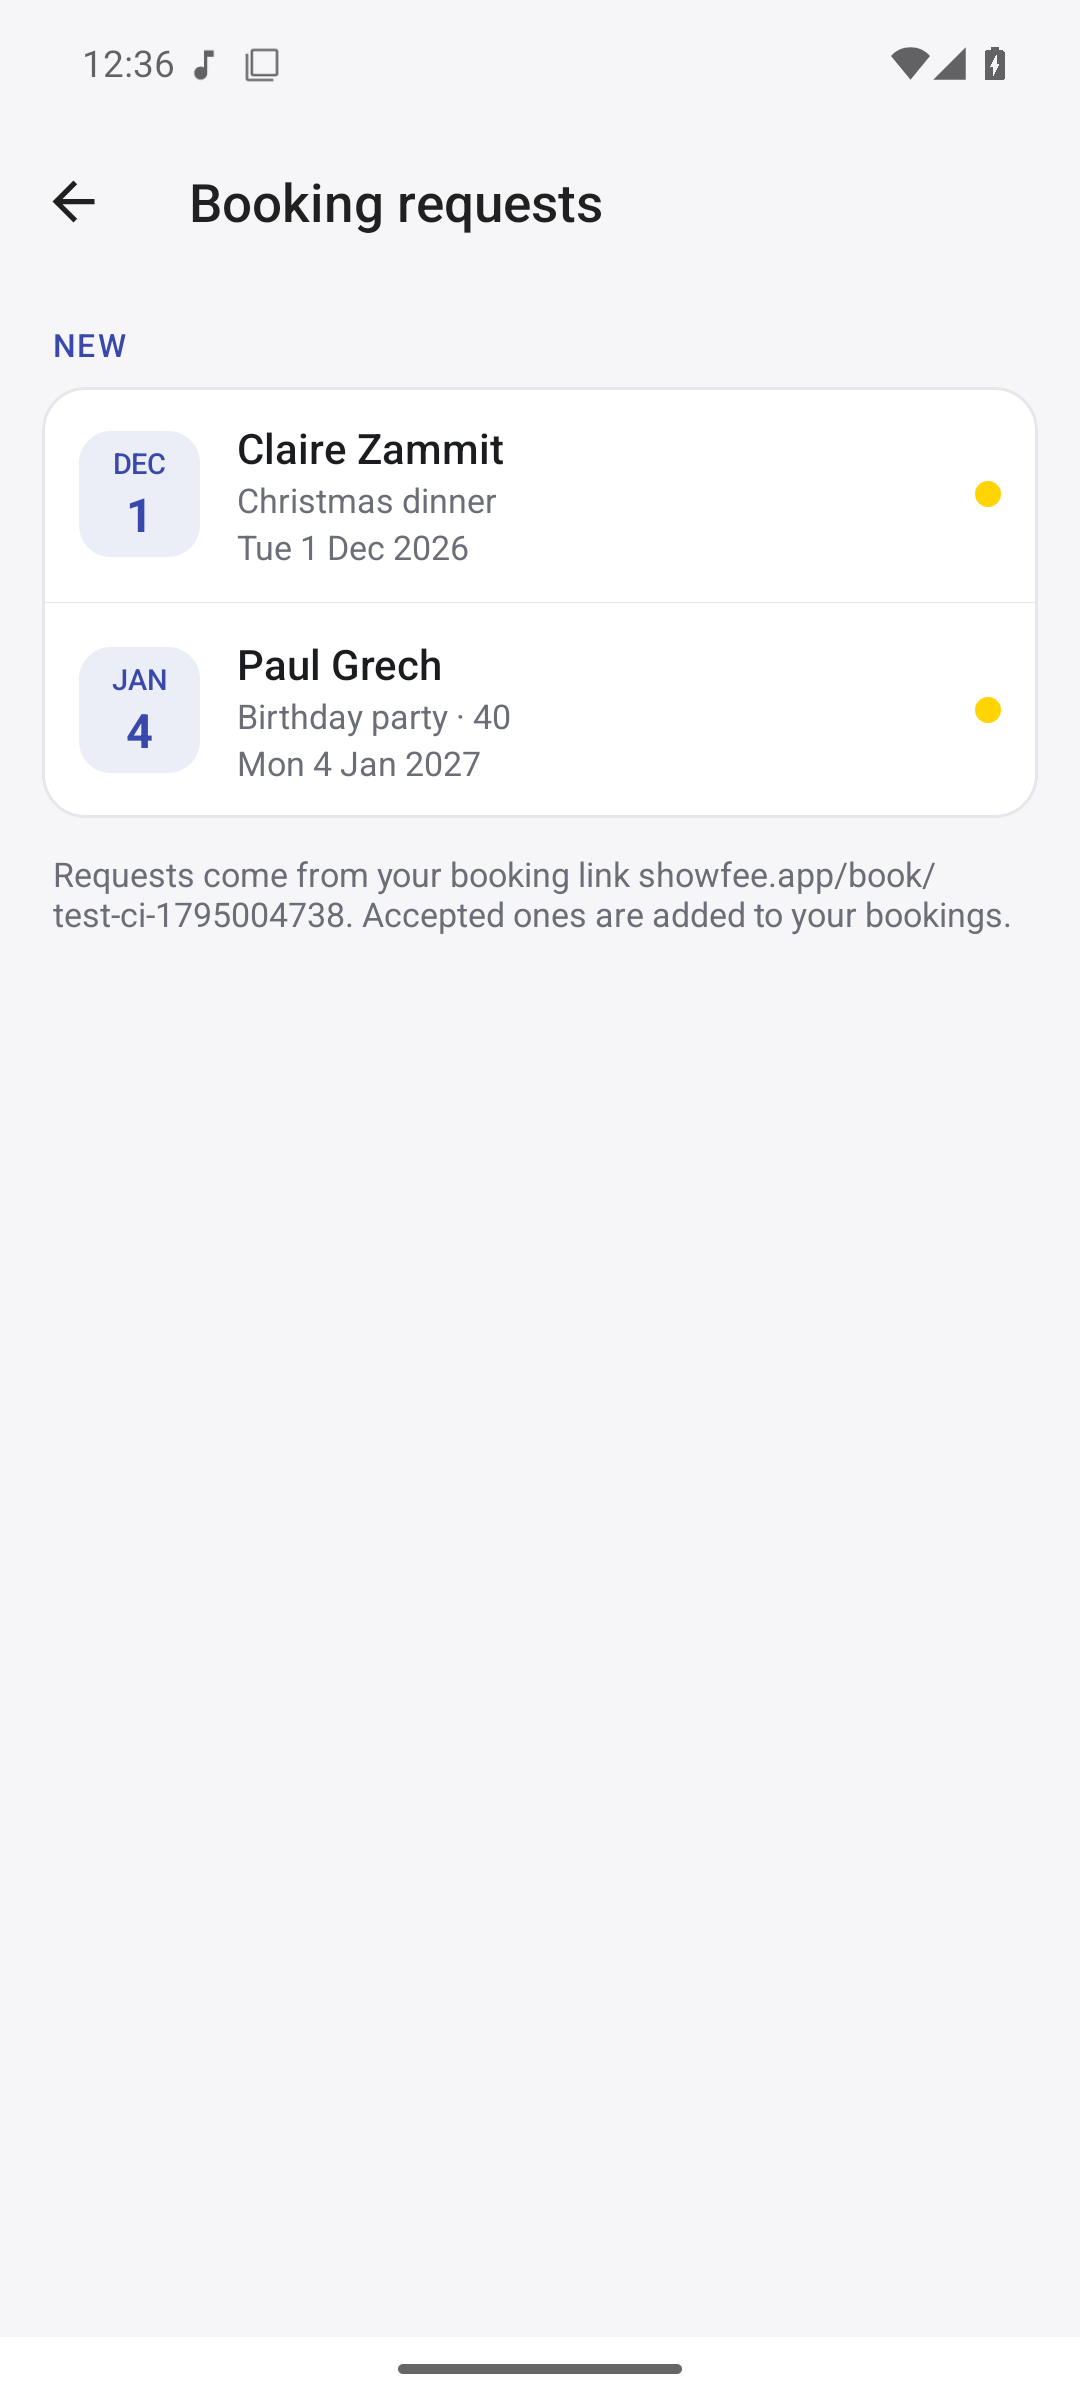 12:36
Booking requests
NEW
DEC
1
Claire Zammit
Christmas dinner
Tue 1 Dec 2026
JAN
4
Paul Grech
Birthday party · 40
Mon 4 Jan 2027
Requests come from your booking link showfee.app/book/
test-ci-1795004738. Accepted ones are added to your bookings.